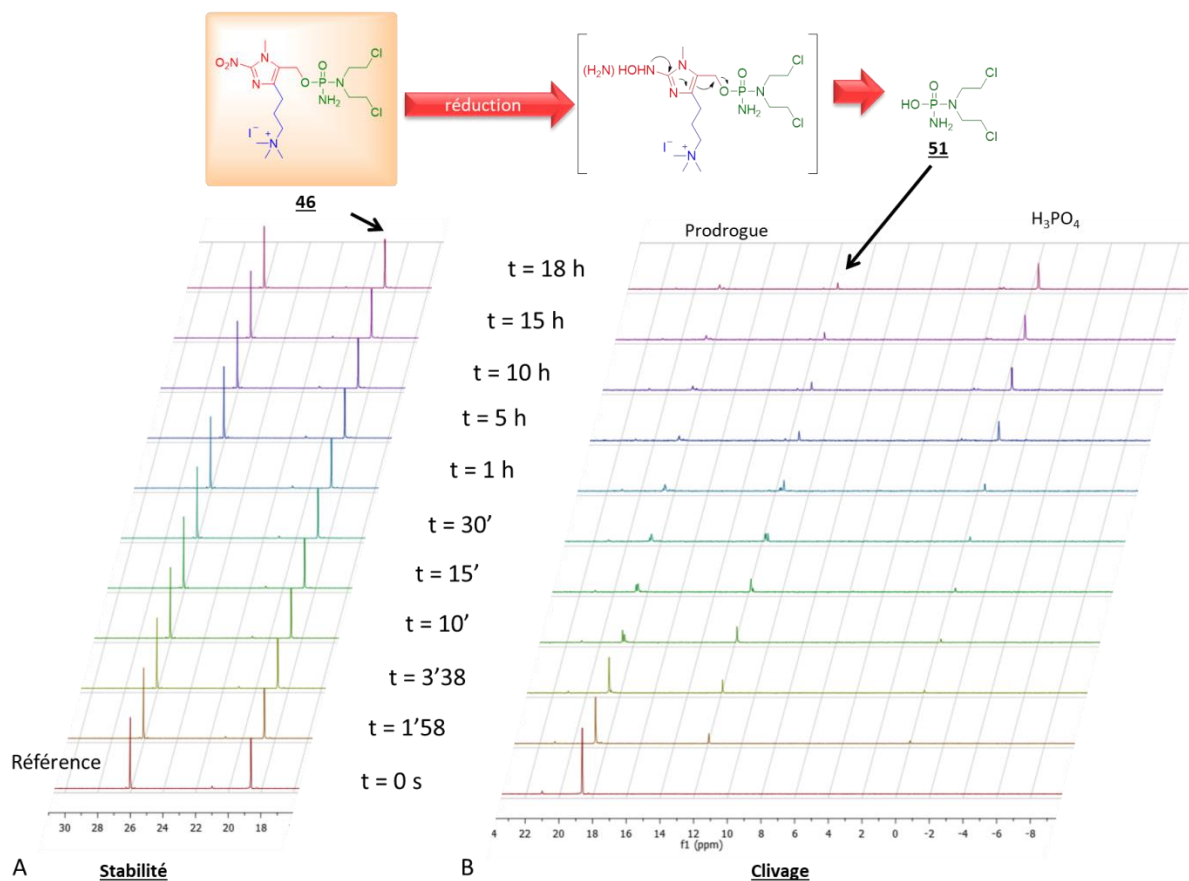 O₂N
N
N
O
O
P
N
NH₂
Cl
Cl
I⁻
+
N
46
réduction
(H₂N) HOHN
N
N
O
O
P
N
NH₂
Cl
Cl
I⁻
+
N
O
HO
P
N
NH₂
Cl
Cl
51
Prodrogue
H₃PO₄
t = 18 h
t = 15 h
t = 10 h
t = 5 h
t = 1 h
t = 30’
t = 15’
t = 10’
t = 3’38
t = 1’58
t = 0 s
Référence
30 28 26 24 22 20 18
4 22 20 18 16 14 12 10 8 6 4 2 0 -2 -4 -6 -8
f1 (ppm)
A Stabilité
B Clivage